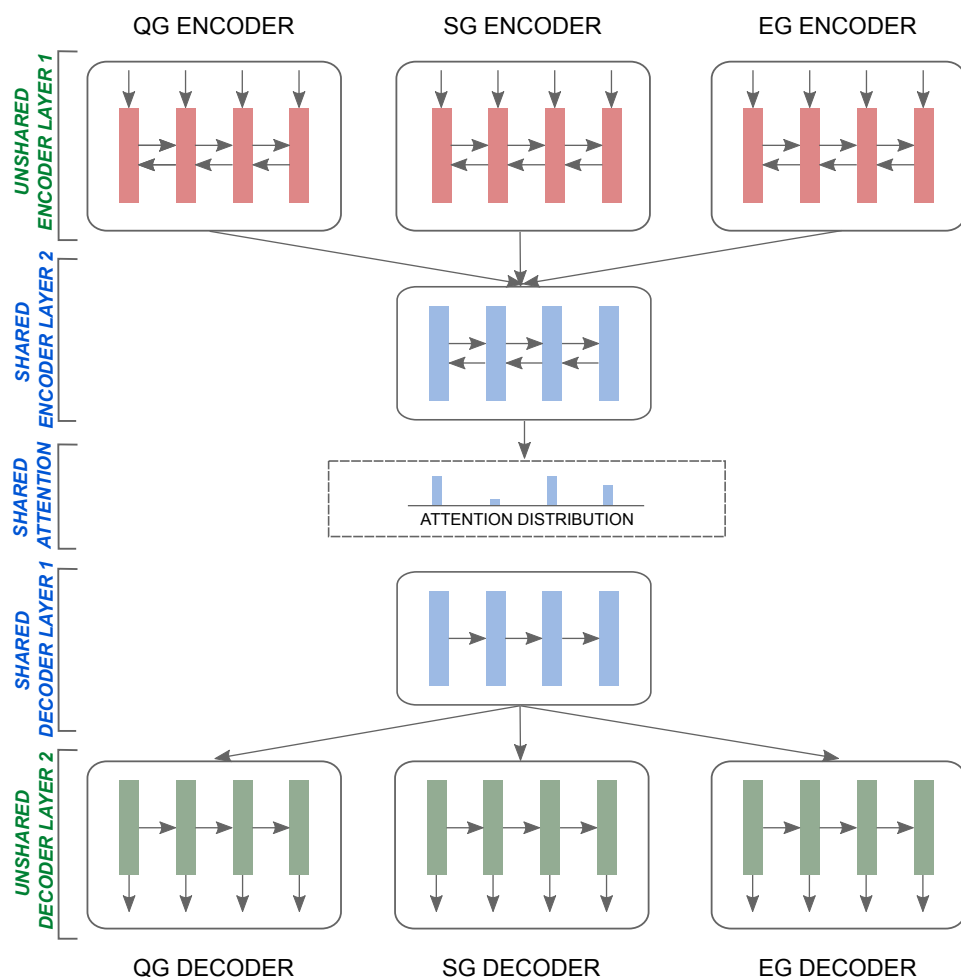 QG ENCODER
SG ENCODER
EG ENCODER
UNSHARED
ENCODER LAYER 1
SHARED
ENCODER LAYER 2
SHARED
ATTENTION
ATTENTION DISTRIBUTION
SHARED
DECODER LAYER 1
UNSHARED
DECODER LAYER 2
QG DECODER
SG DECODER
EG DECODER